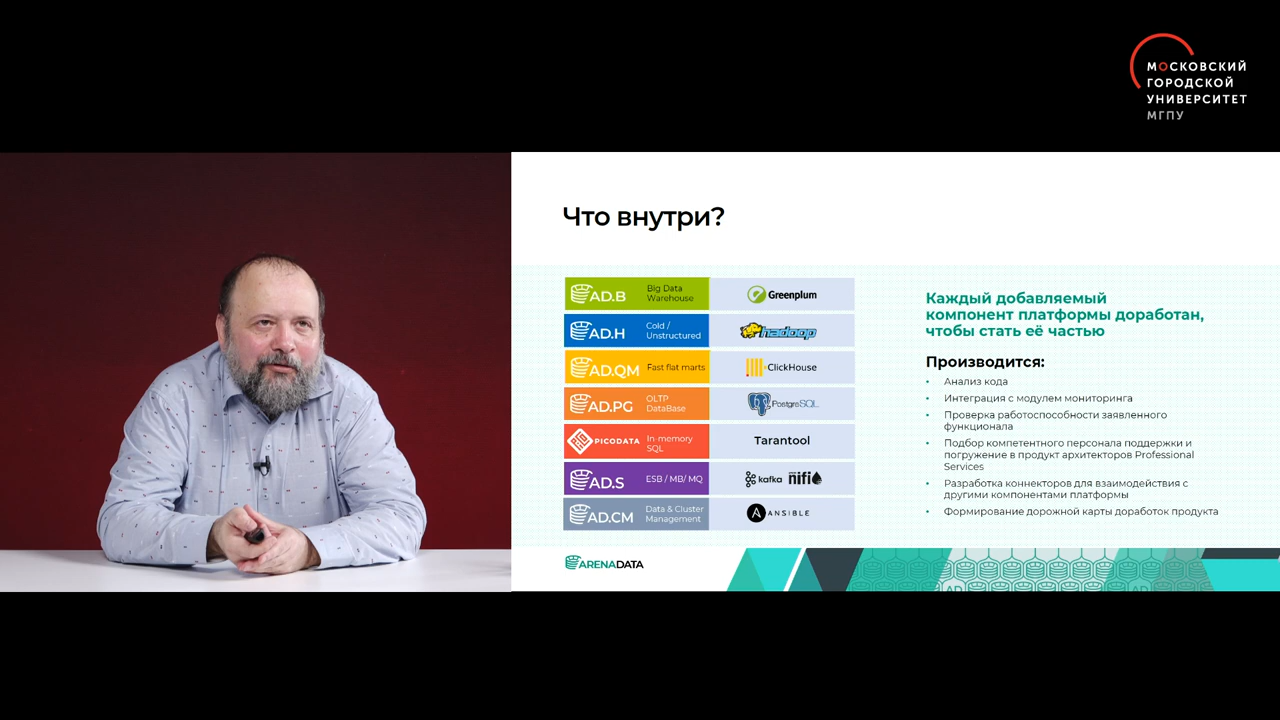 МОСКОВСКИЙ
ГОРОДСКОЙ
УНИВЕРСИТЕТ
МГПУ
Что внутри?
AD.B
Big Data
Warehouse
Greenplum
AD.H
Cold /
Unstructured
hadoop
AD.QM
Fast flat marts
ClickHouse
AD.PG
OLTP
DataBase
PostgreSQL
PICODATA
In-memory
SQL
Tarantool
AD.S
ESB / MB/ MQ
kafka
nifi
AD.CM
Data & Cluster
Management
ANSIBLE
Каждый добавляемый
компонент платформы доработан,
чтобы стать её частью
Производится:
• Анализ кода
• Интеграция с модулем мониторинга
• Проверка работоспособности заявленного
функционала
• Подбор компетентного персонала поддержки и
погружение в продукт архитекторов Professional
Services
• Разработка коннекторов для взаимодействия с
другими компонентами платформы
• Формирование дорожной карты доработок продукта
ARENADATA
AD
AD